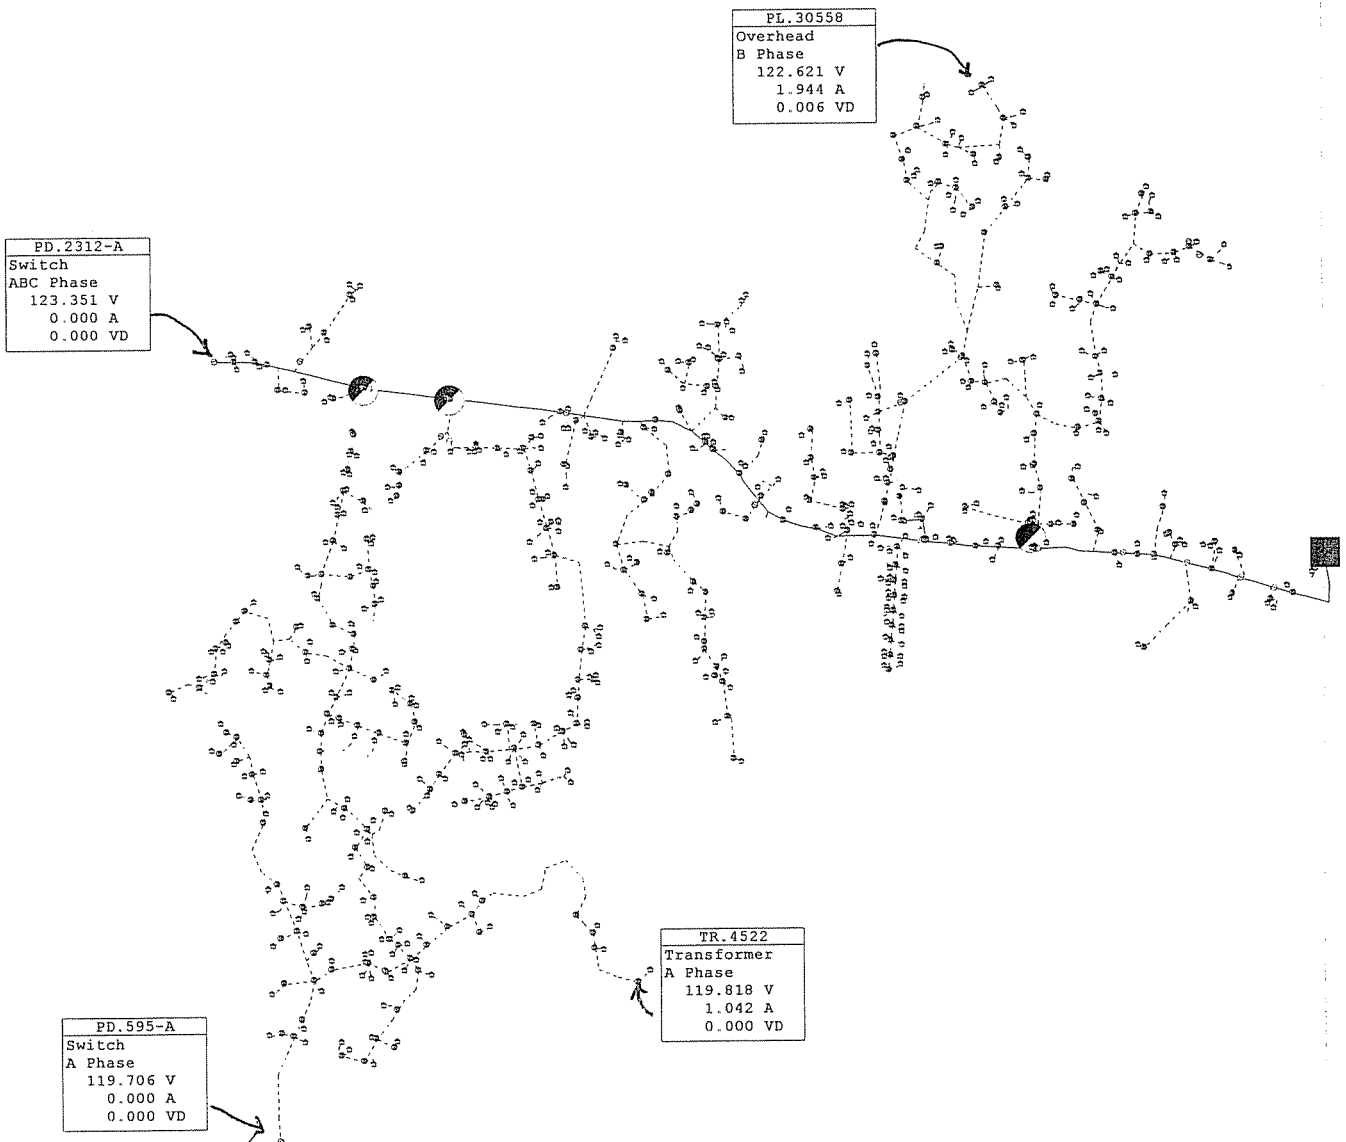 PL.30558
Overhead
B Phase
122.621 V
1.944 A
0.006 VD
PD.2312-A
Switch
ABC Phase
123.351 V
0.000 A
0.000 VD
TR.4522
Transformer
A Phase
119.818 V
1.042 A
0.000 VD
PD.595-A
Switch
A Phase
119.706 V
0.000 A
0.000 VD